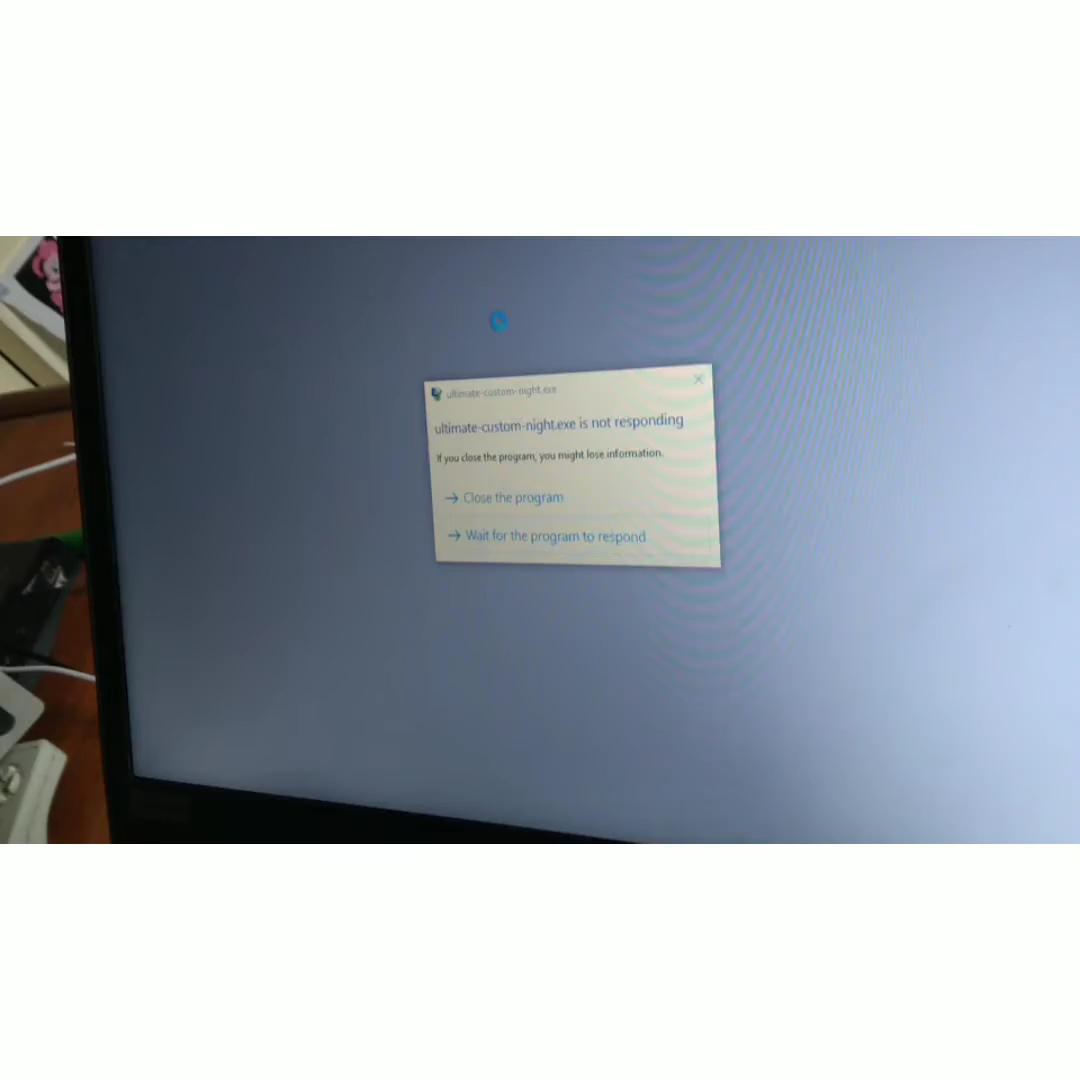 ultimate-custom-night.exe
ultimate-custom-night.exe is not responding
If you close the program, you might lose information.
→ Close the program
→ Wait for the program to respond